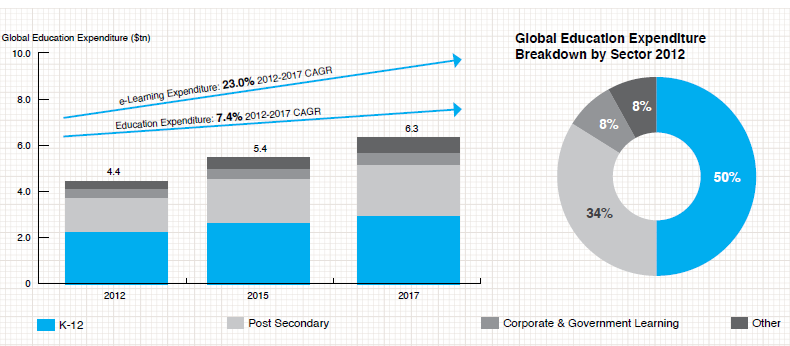 Global Education Expenditure ($tn)
10.0
8.0
6.0
4.0
2.0
0
e-Learning Expenditure: 23.0% 2012-2017 CAGR
Education Expenditure: 7.4% 2012-2017 CAGR
4.4
5.4
6.3
2012
2015
2017
Global Education Expenditure
Breakdown by Sector 2012
8%
8%
50%
34%
K-12
Post Secondary
Corporate & Government Learning
Other